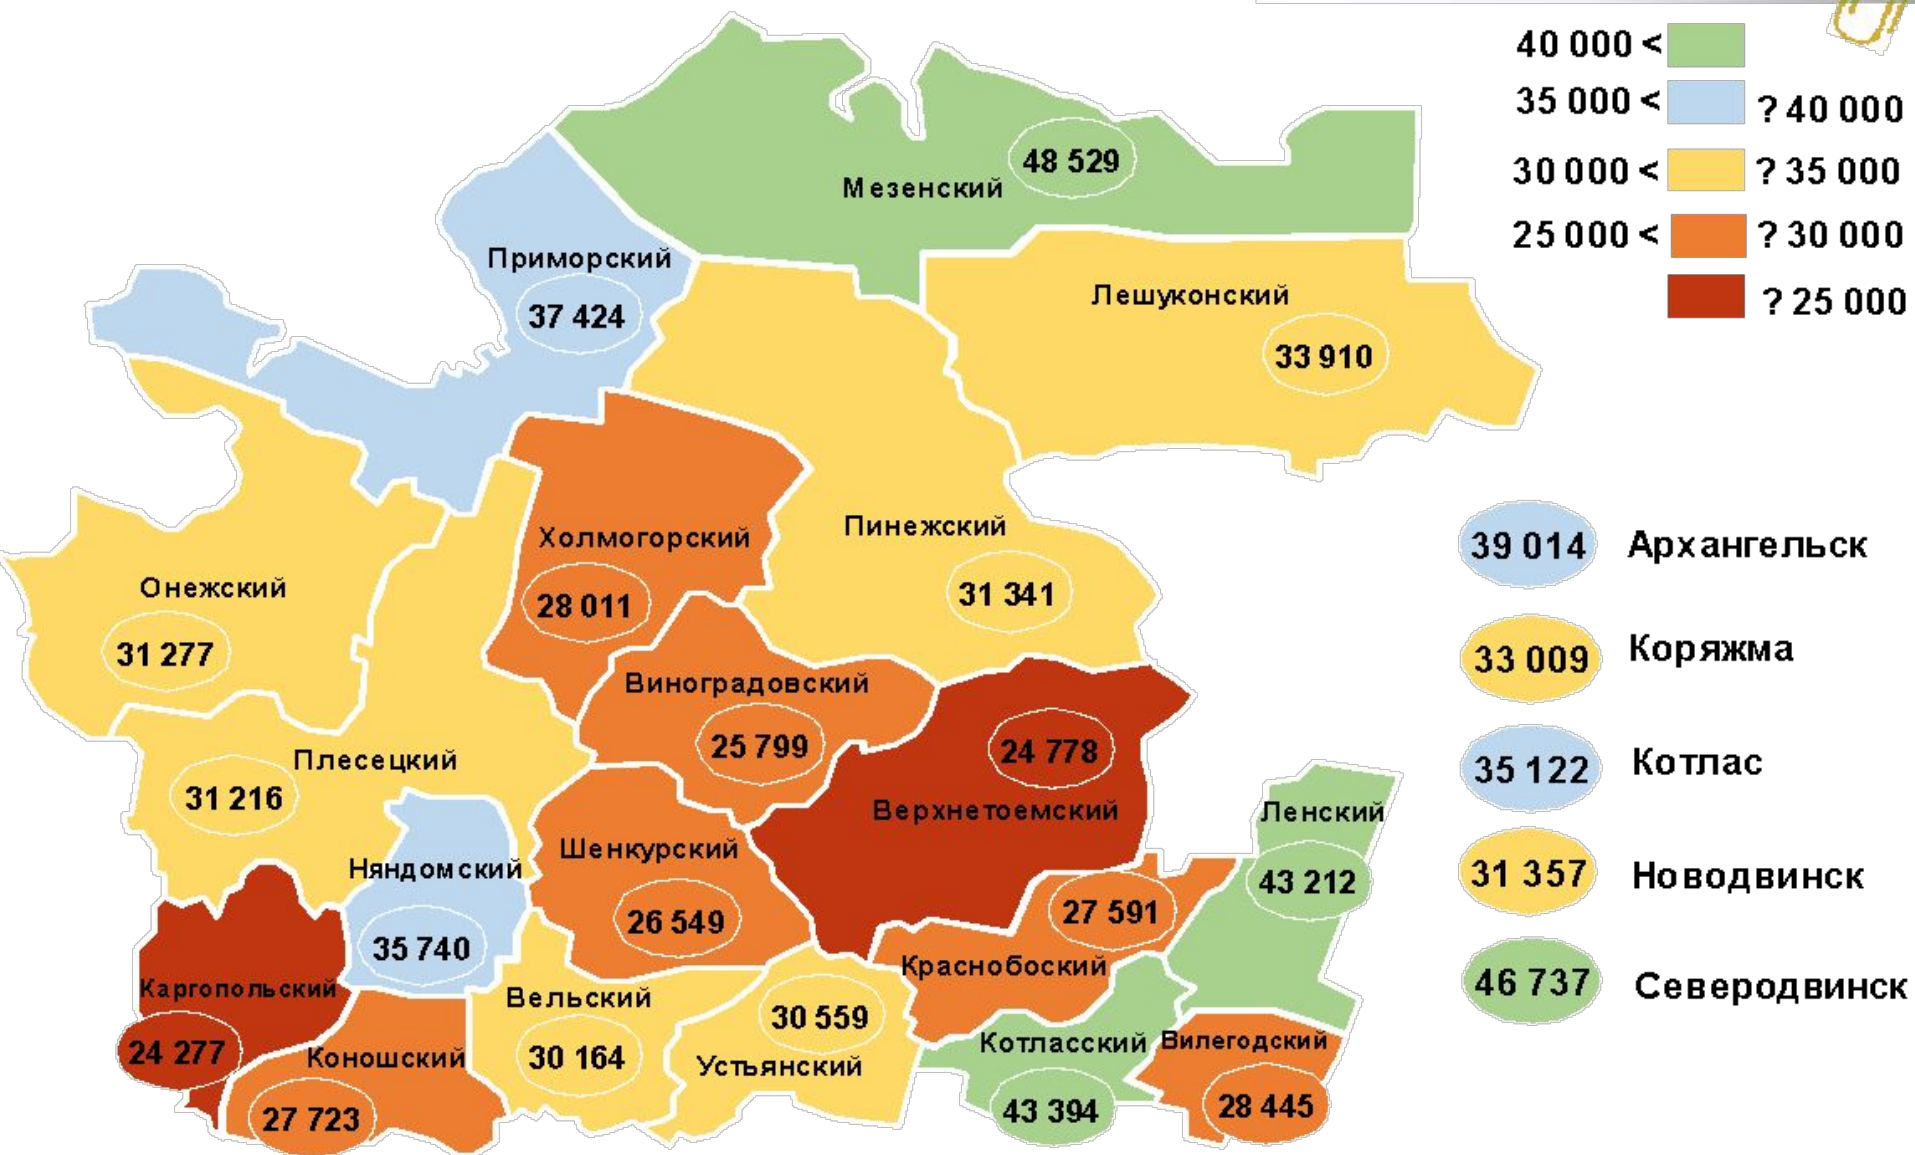 40 000 <
35 000 < ? 40 000
30 000 < ? 35 000
25 000 < ? 30 000
? 25 000
Мезенский
48 529
Приморский
37 424
Лешуконский
33 910
Холмогорский
28 011
Пинежский
31 341
Онежский
31 277
Виноградовский
25 799
Плесецкий
31 216
24 778
Верхнетоемский
Ленский
43 212
Няндомский
35 740
Шенкурский
26 549
27 591
Краснобоский
Каргопольский
24 277
Вельский
30 164
30 559
Устьянский
Коношский
27 723
Котласский
43 394
Вилегодский
28 445
39 014 Архангельск
33 009 Коряжма
35 122 Котлас
31 357 Новодвинск
46 737 Северодвинск